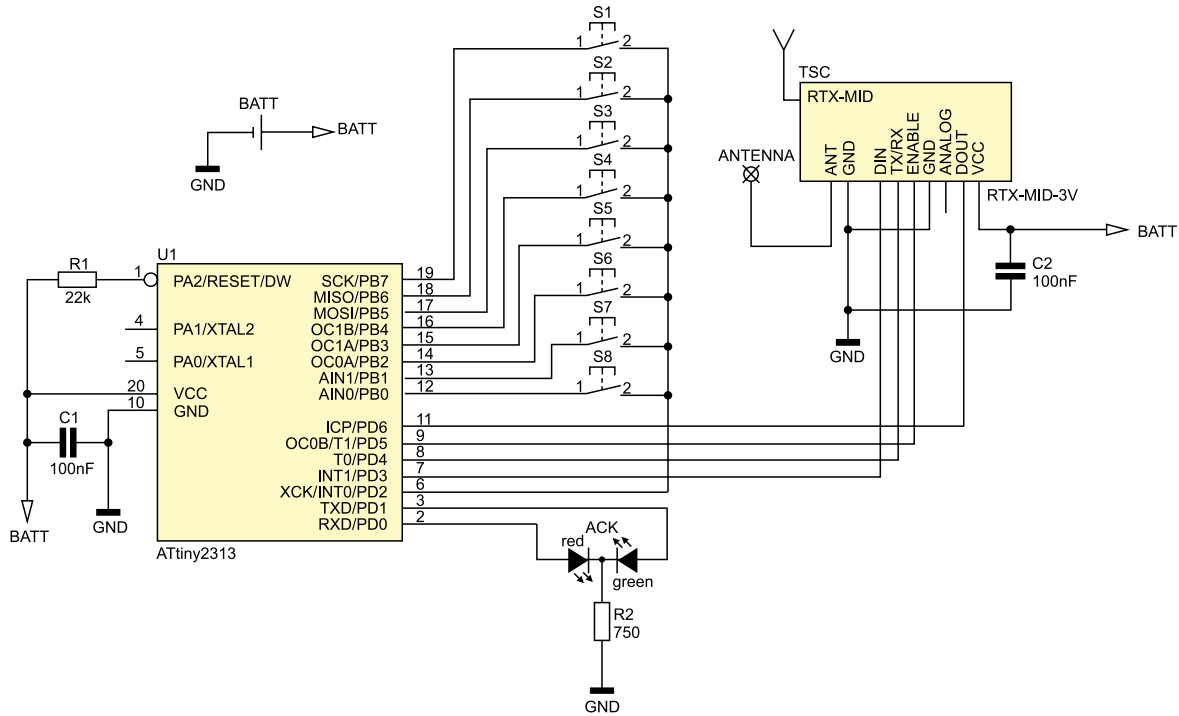 S1
1 2
S2
1 2
S3
1 2
S4
1 2
S5
1 2
S6
1 2
S7
1 2
S8
1 2
BATT
BATT
GND
TSC
RTX-MID
ANT
GND
DIN
TX/RX
ENABLE
GND
ANALOG
DOUT
VCC
RTX-MID-3V
ANTENNA
BATT
C2
100nF
GND
U1
R1
22k
1 PA2/RESET/DW
4 PA1/XTAL2
5 PA0/XTAL1
20 VCC
10 GND
SCK/PB7 19
MISO/PB6 18
MOSI/PB5 17
OC1B/PB4 16
OC1A/PB3 15
OC0A/PB2 14
AIN1/PB1 13
AIN0/PB0 12
ICP/PD6 11
OC0B/T1/PD5 9
T0/PD4 8
INT1/PD3 7
XCK/INT0/PD2 6
TXD/PD1 3
RXD/PD0 2
ATtiny2313
C1
100nF
BATT
GND
ACK
red
green
R2
750
GND